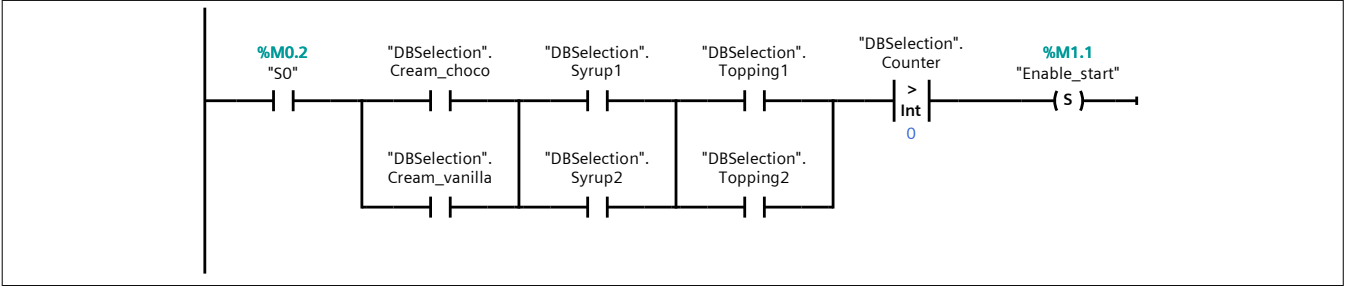 %M0.2
"S0"
"DBSelection".
Cream_choco
"DBSelection".
Syrup1
"DBSelection".
Topping1
"DBSelection".
Counter
>
Int
0
%M1.1
"Enable_start"
S
"DBSelection".
Cream_vanilla
"DBSelection".
Syrup2
"DBSelection".
Topping2